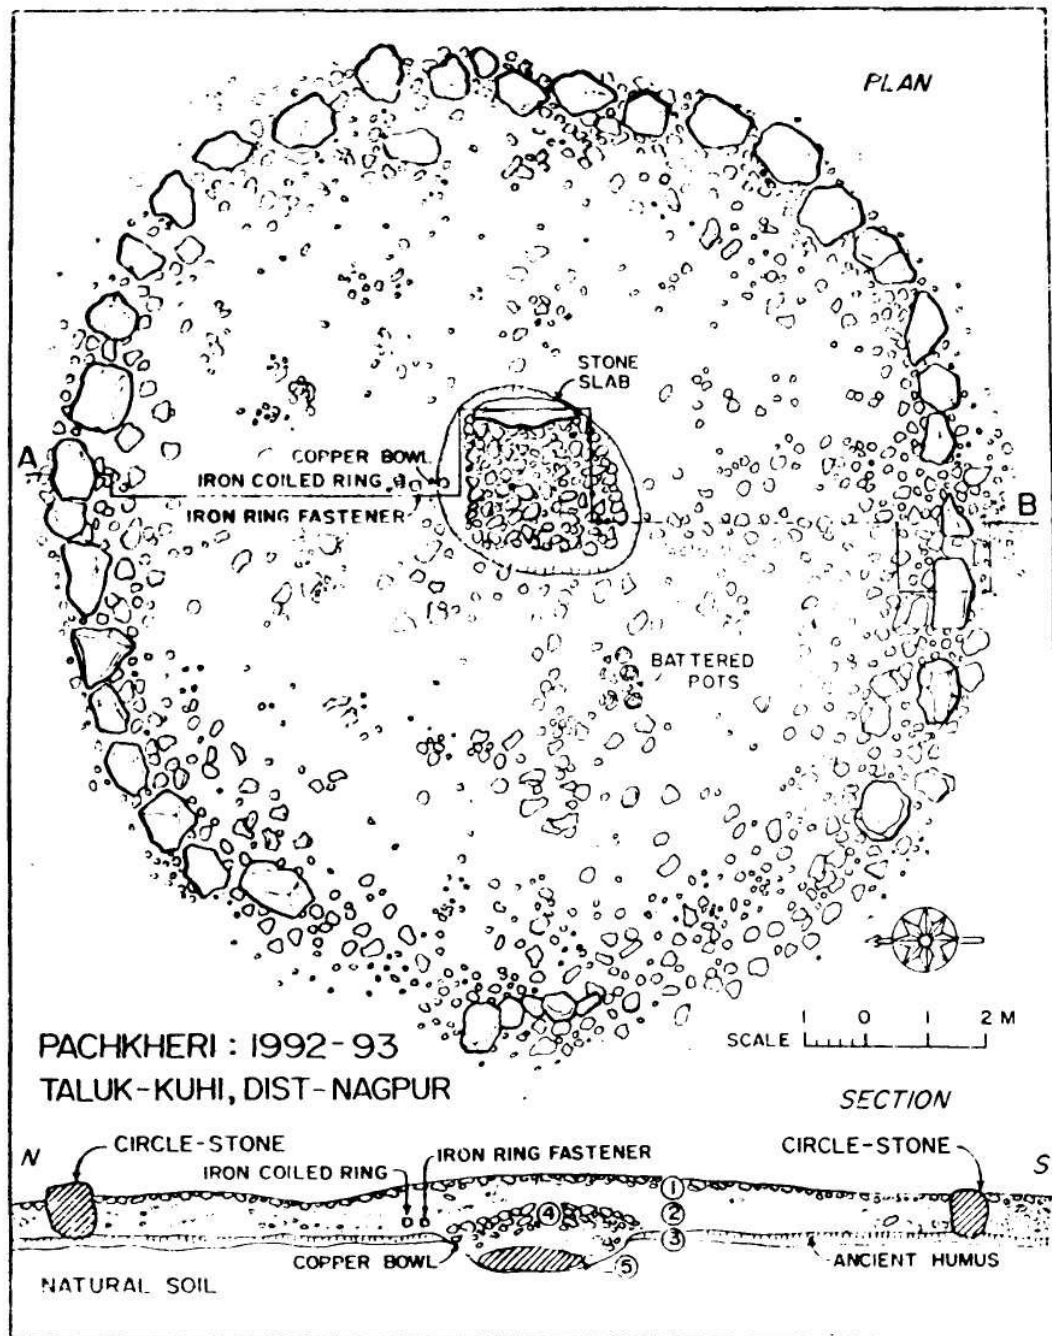 PLAN
STONE
SLAB
A
COPPER BOWL
IRON COILED RING
IRON RING FASTENER
B
BATTERED
POTS
1 0 1 2 M
SCALE
PACHKHERI : 1992-93
TALUK-KUHI, DIST-NAGPUR
SECTION
N
CIRCLE-STONE
IRON COILED RING
IRON RING FASTENER
CIRCLE-STONE
S
1
2
3
4
5
COPPER BOWL
ANCIENT HUMUS
NATURAL SOIL